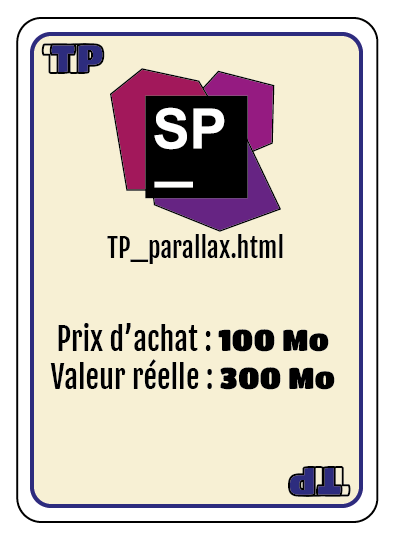 TP
SP
TP_parallax.html
Prix d'achat : 100 Mo
Valeur réelle : 300 Mo
TP